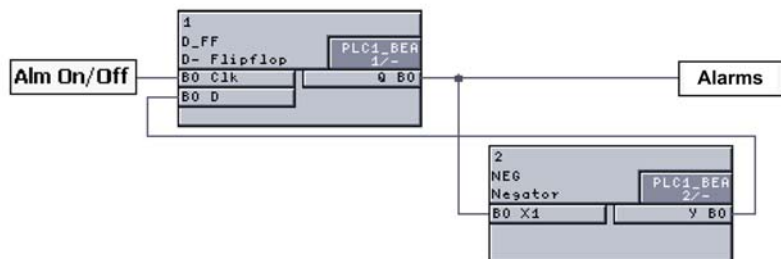 1
D_FF
D- Flipflop
PLC1_BEA
1/-
Alm On/Off
BO Clk
Q BO
BO D
Alarms
2
NEG
Negator
PLC1_BEA
2/-
BO X1
Y BO